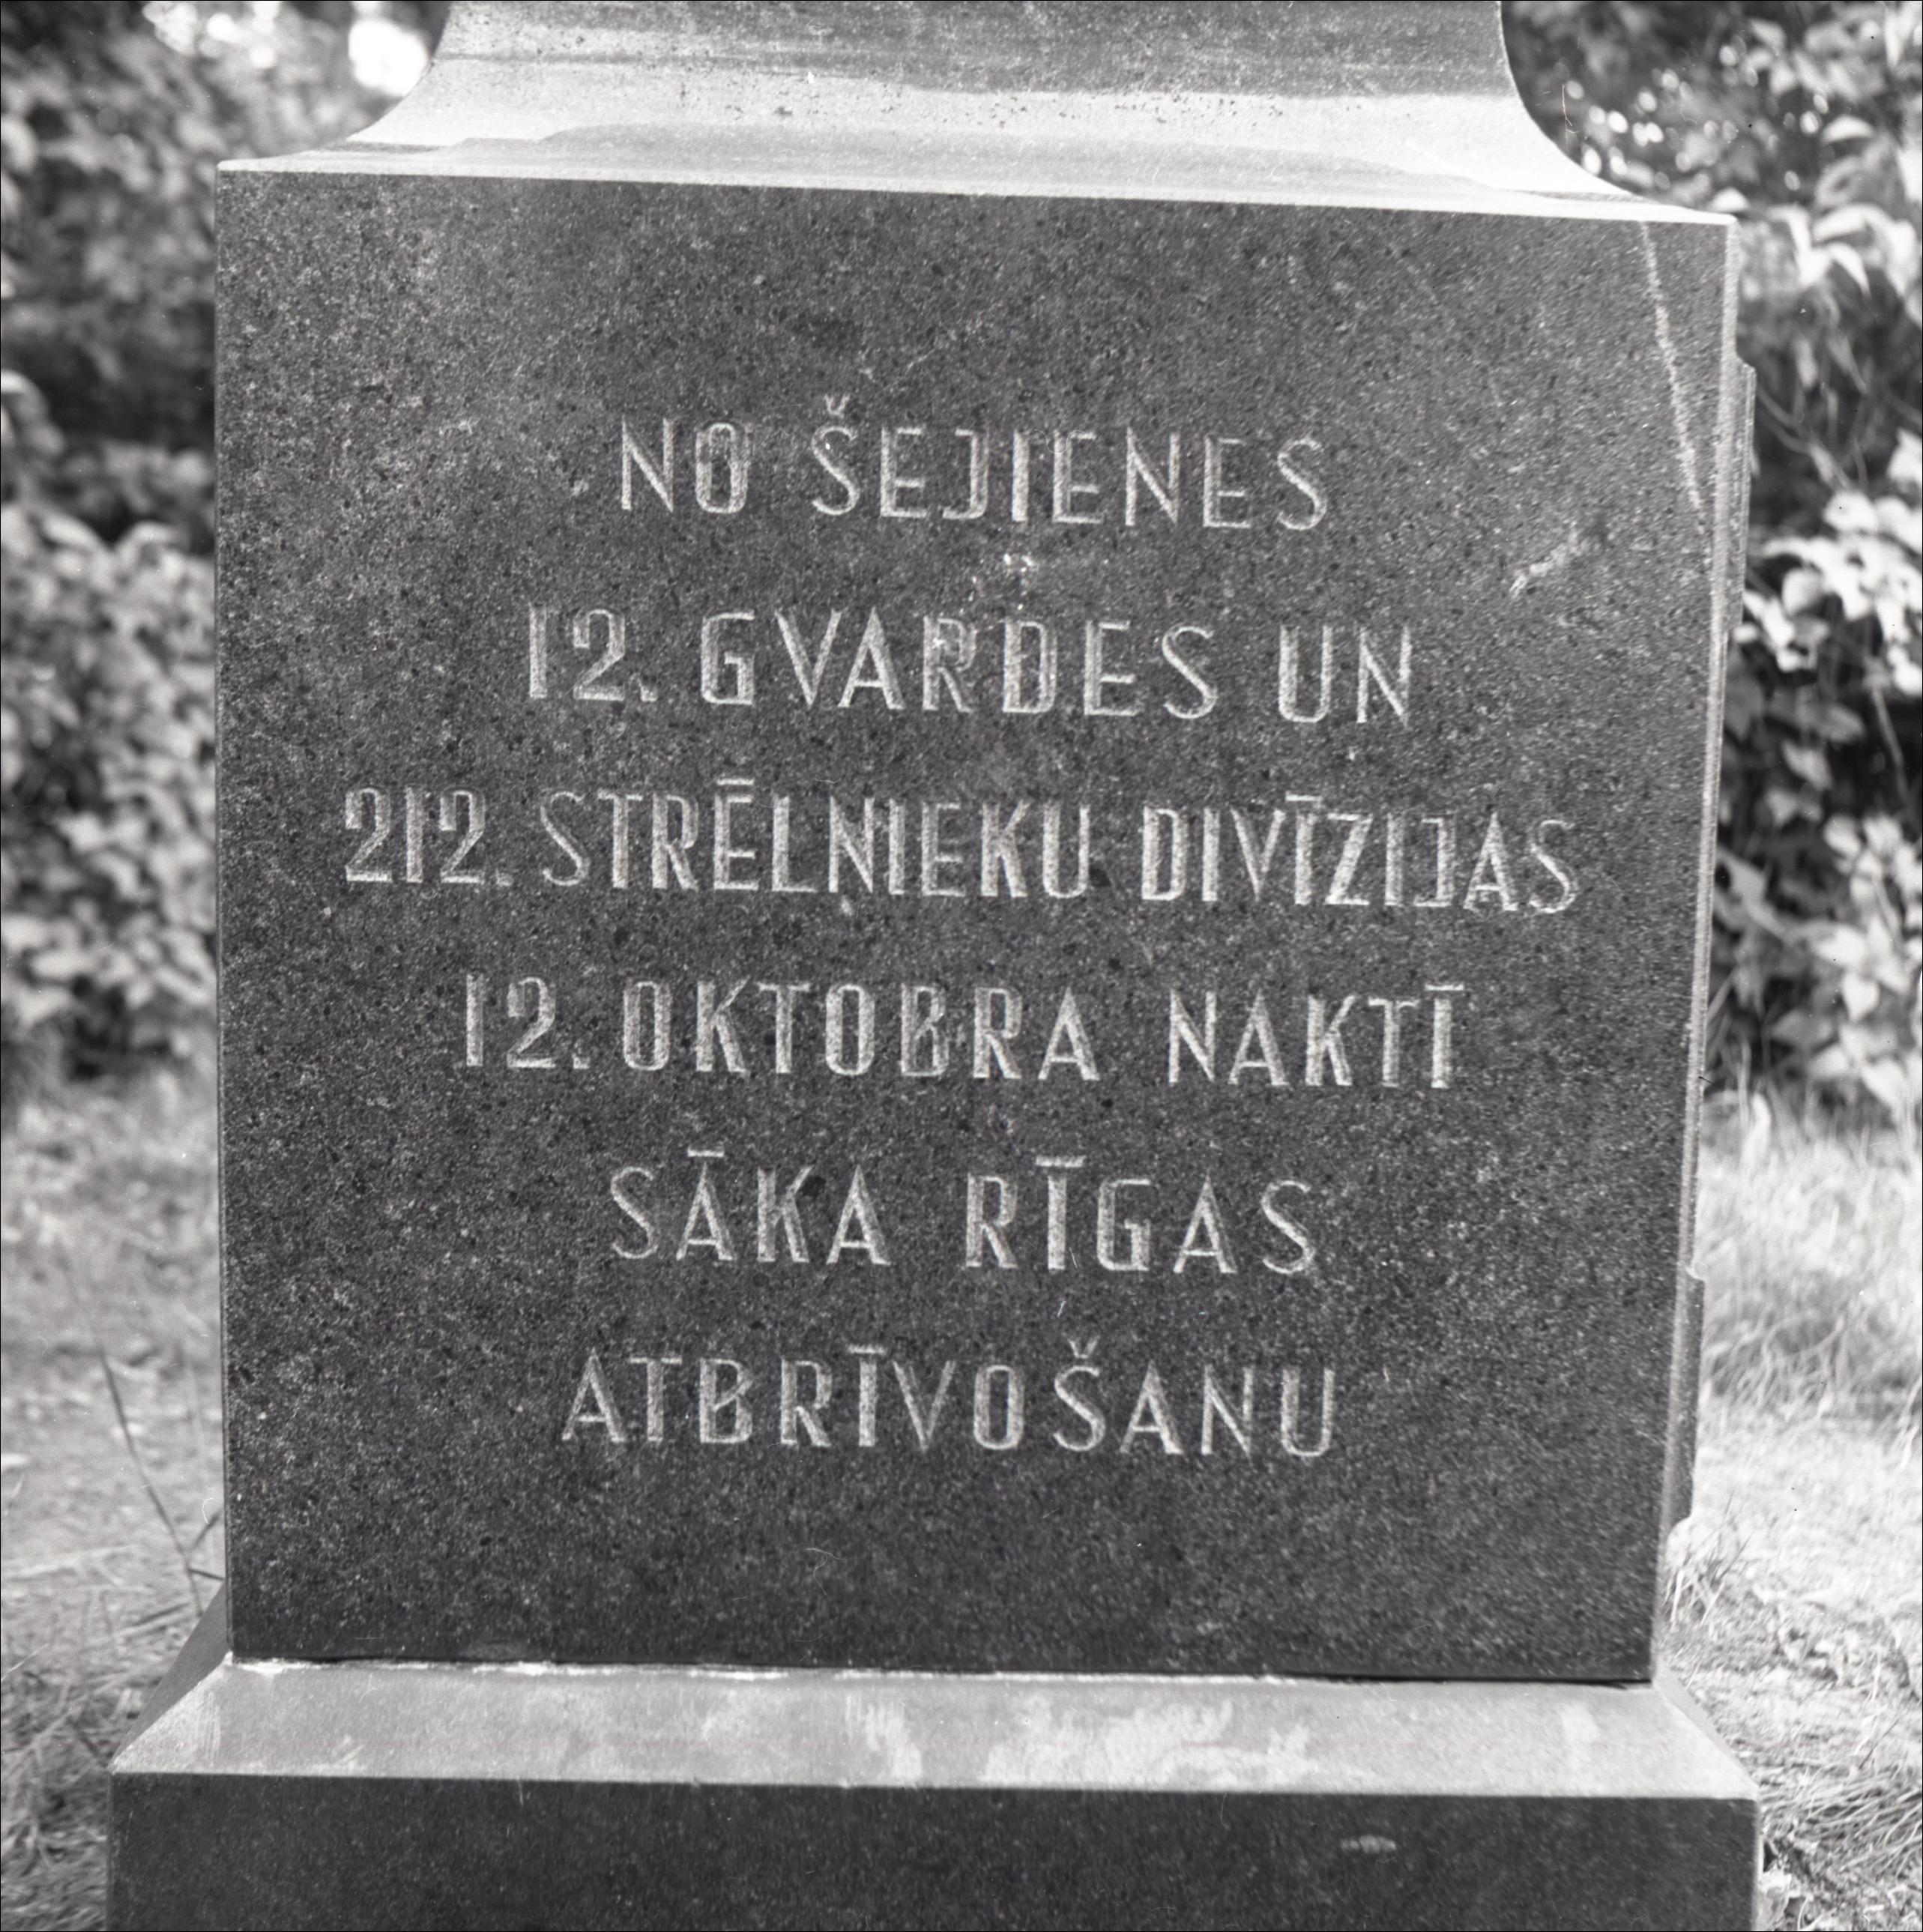 NO ŠEJIENES
12. GVARDES UN
212. STRĒLNIEKU DIVĪZIJAS
12. OKTOBRA NAKTĪ
SĀKA RĪGAS
ATBRĪVOŠANU